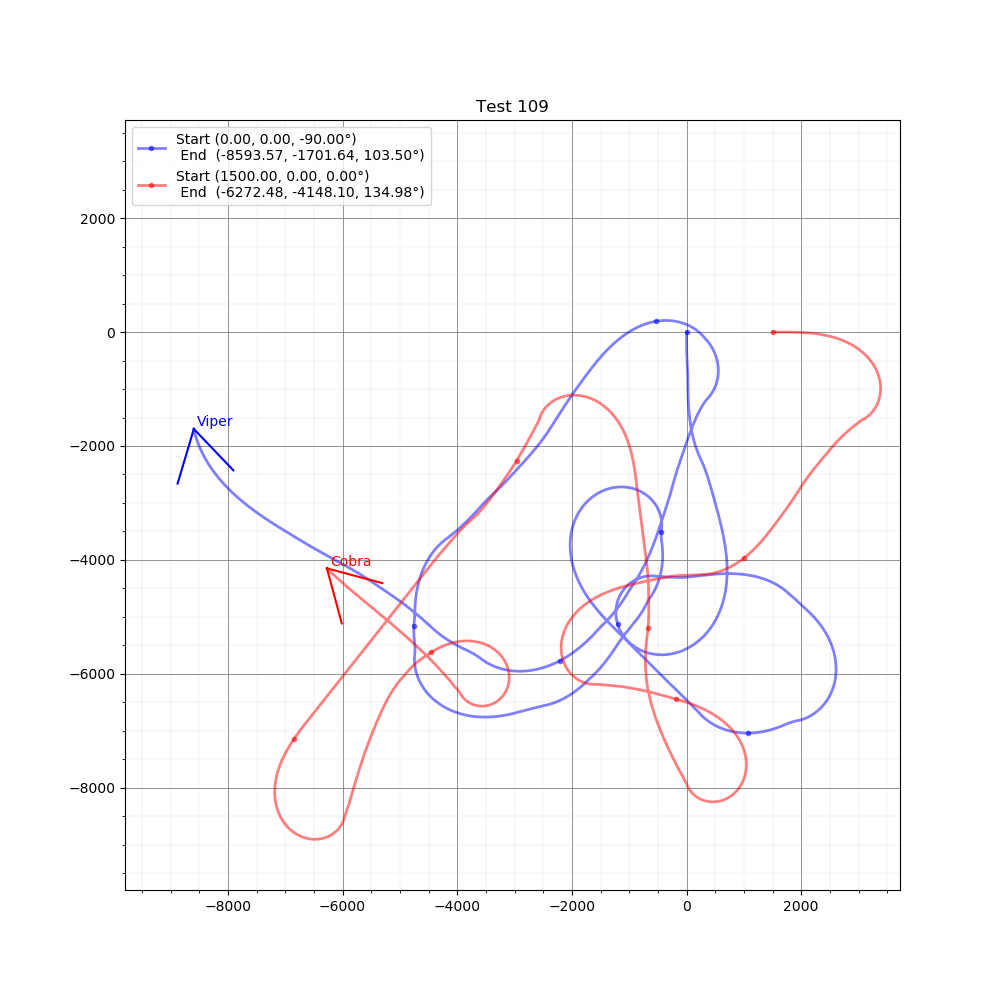 Test 109
Start (0.00, 0.00, -90.00°)
End (-8593.57, -1701.64, 103.50°)
Start (1500.00, 0.00, 0.00°)
End (-6272.48, -4148.10, 134.98°)
2000
0
−2000
−4000
−6000
−8000
Viper
Cobra
−8000 −6000 −4000 −2000 0 2000